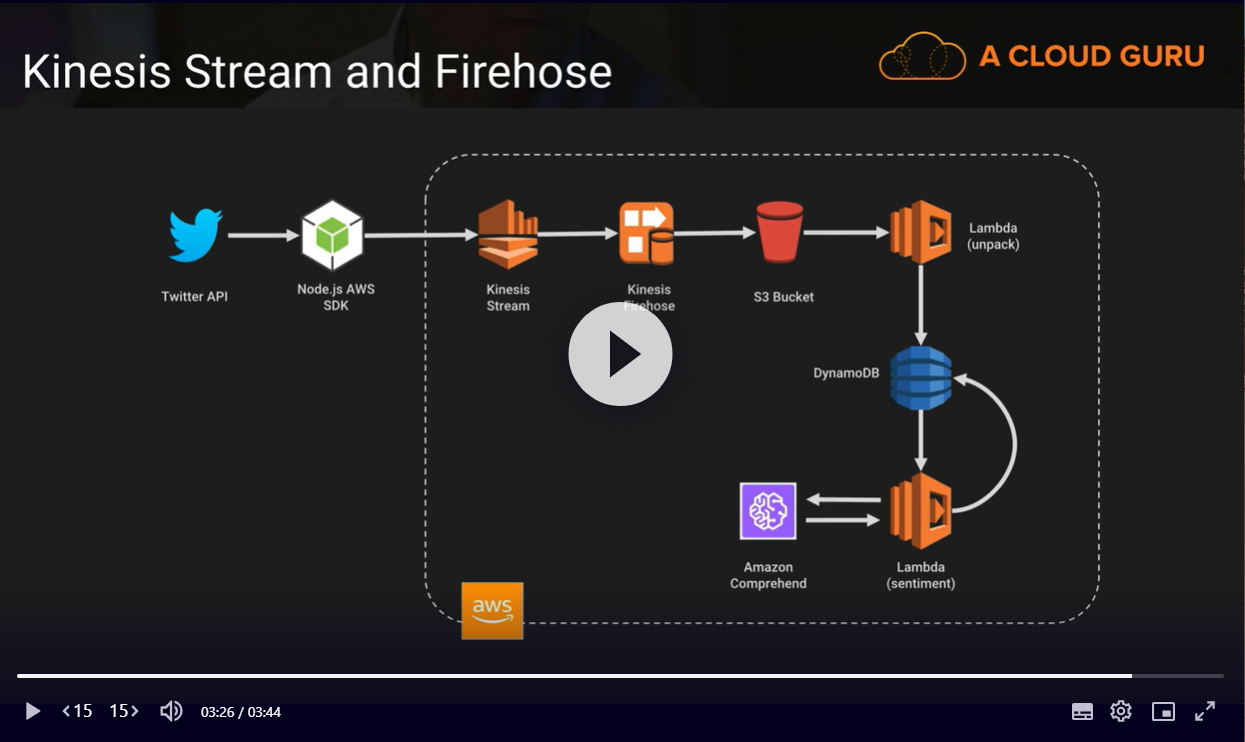 Kinesis Stream and Firehose
A CLOUD GURU
Twitter API
Node.js AWS
SDK
Kinesis
Stream
Kinesis
Firehose
S3 Bucket
Lambda
(unpack)
DynamoDB
Amazon
Comprehend
Lambda
(sentiment)
aws
15
15
03:26 / 03:44